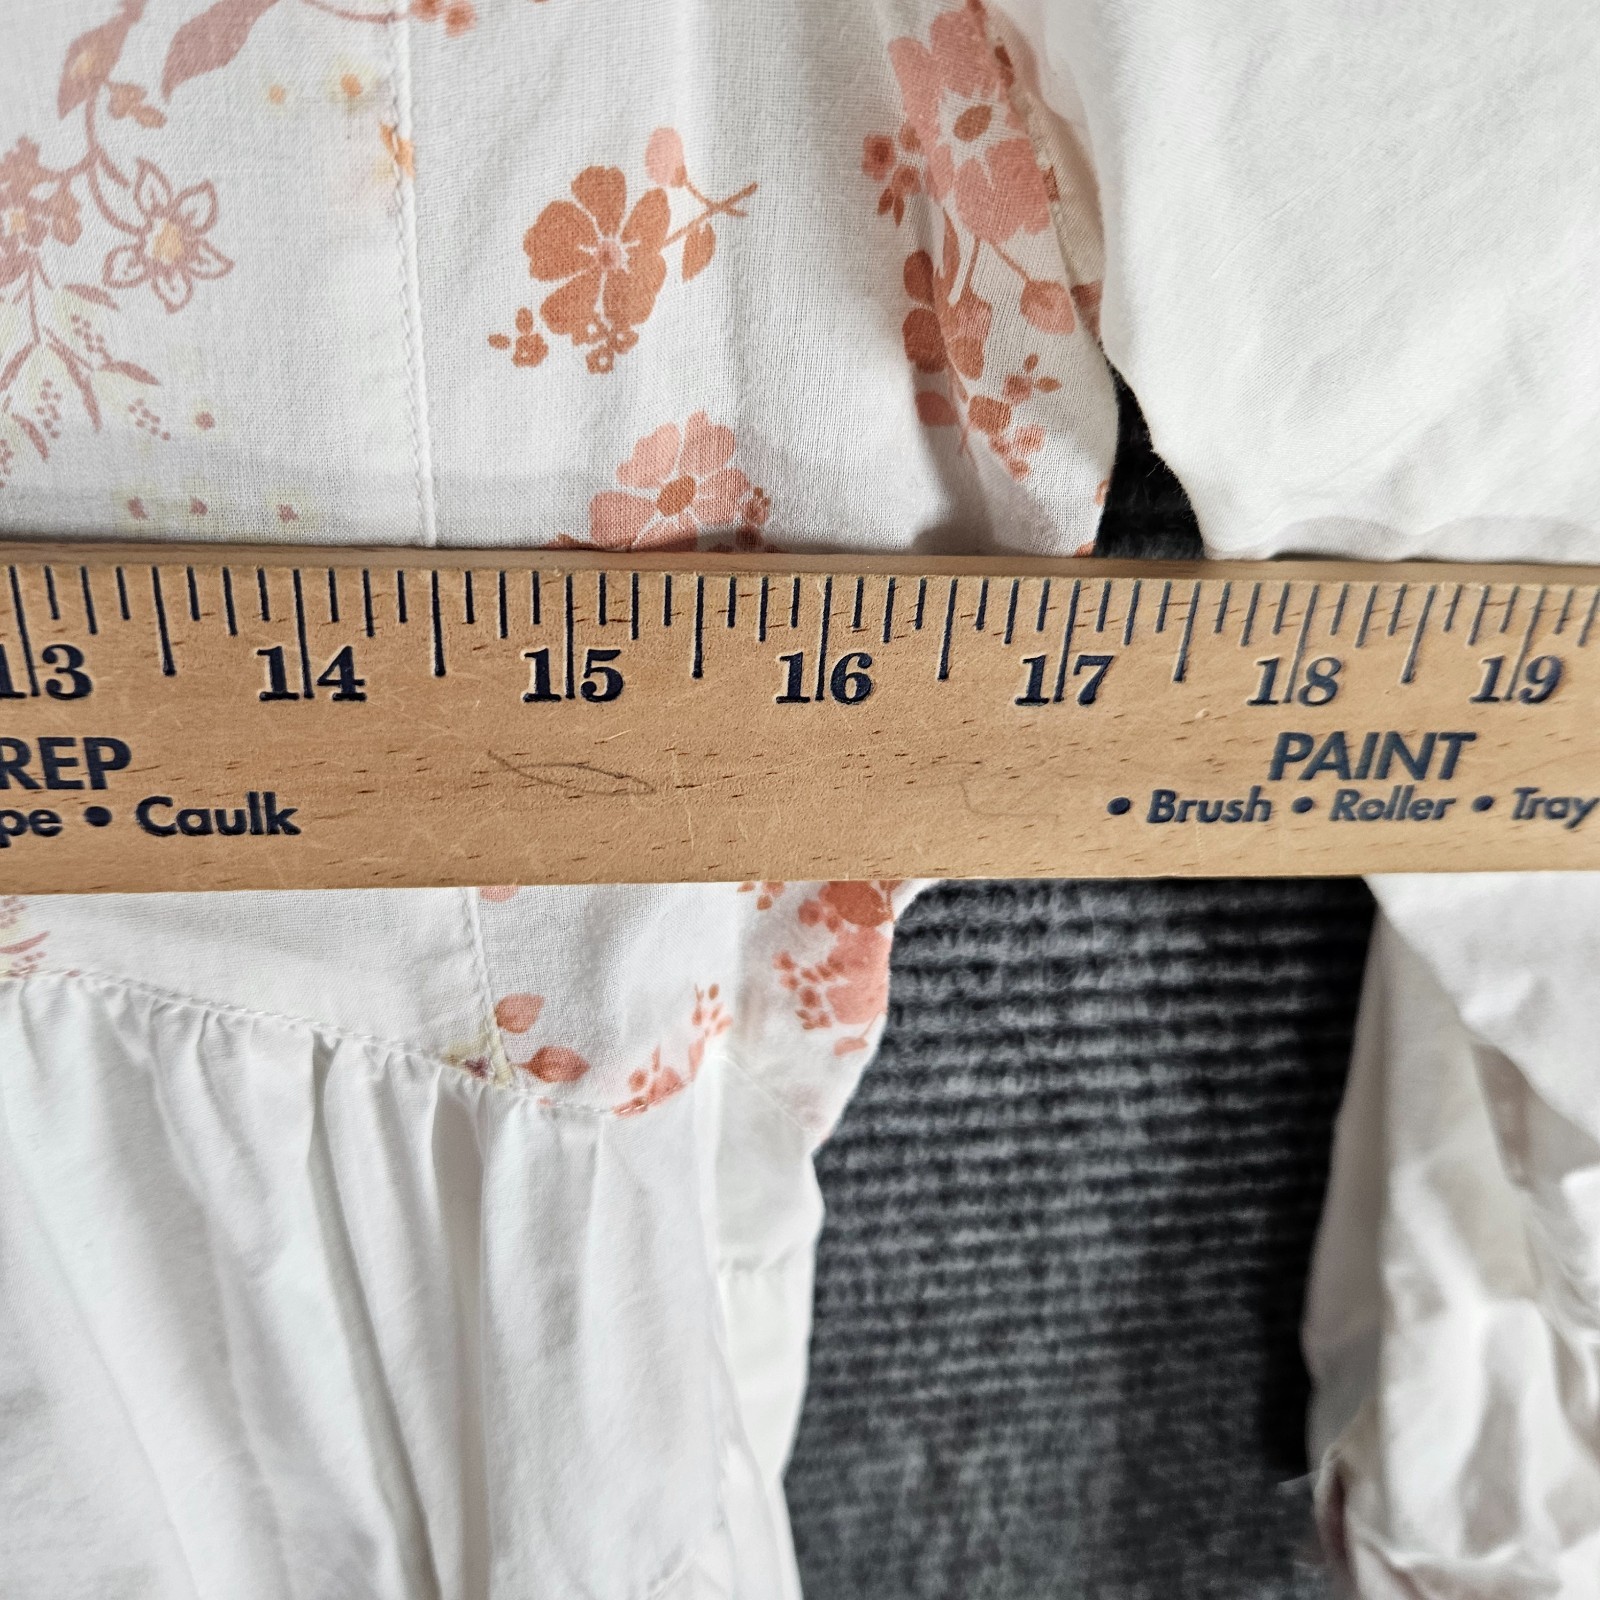 13 14 15 16 17 18 19
REP PAINT
pe • Caulk • Brush • Roller • Tray